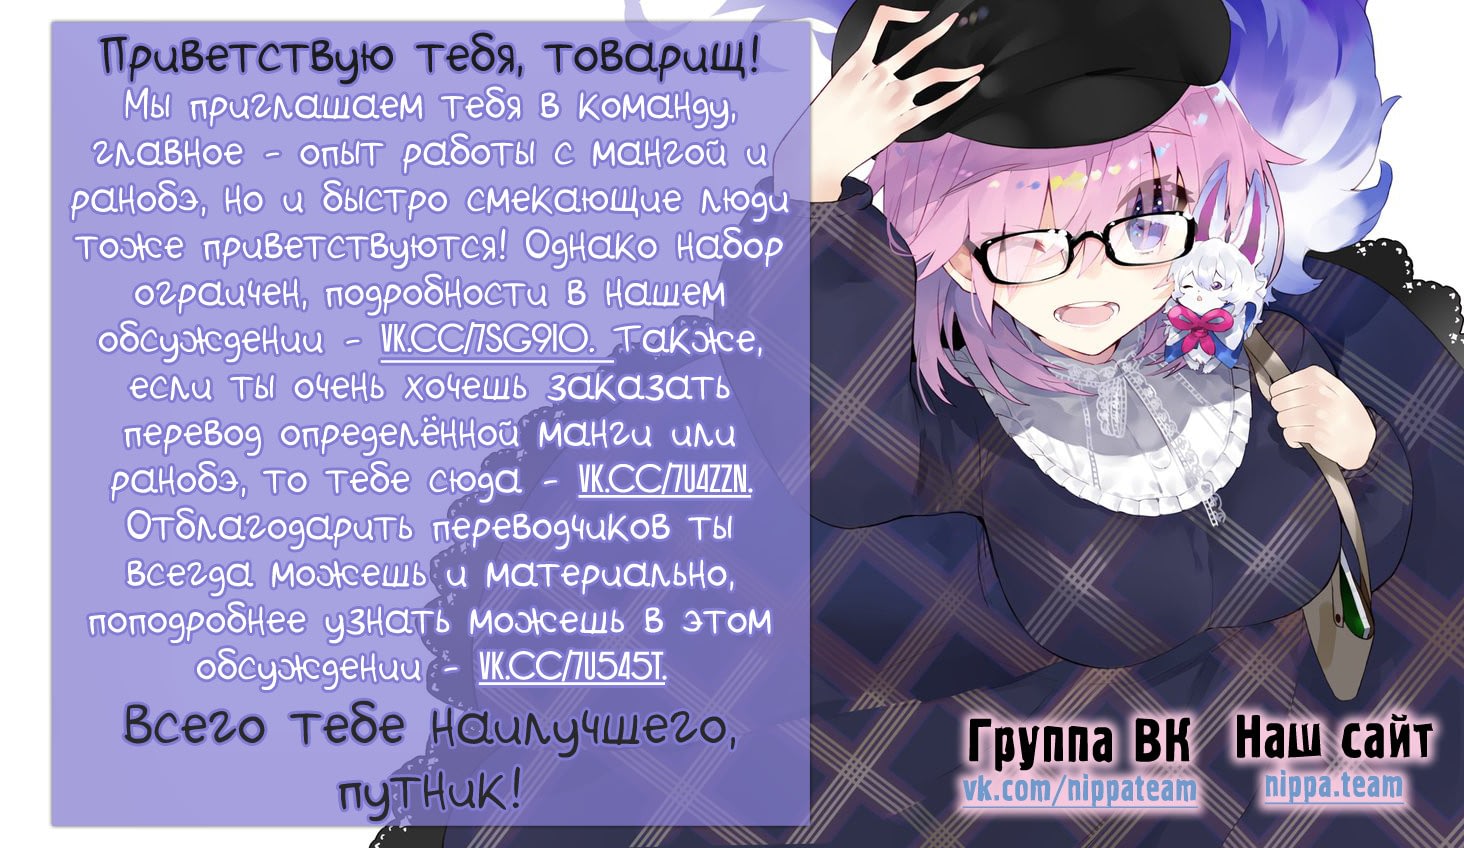 Приветствую тебя, товарищ!
Мы приглашаем тебя в команду,
главное - опыт работы с мангой и
ранобэ, но и быстро смекающие люди
тоже приветствуются! Однако набор
ограичен, подробности в нашем
обсуждении - VK.CC/7SG9IO. Также,
если ты очень хочешь заказать
перевод определённой манги или
ранобэ, то тебе сюда - VK.CC/7U4ZZN.
Отблагодарить переводчиков ты
всегда можешь и материально,
поподробнее узнать можешь в этом
обсуждении - VK.CC/7U545T.
Всего тебе наилучшего,
путник!
Группа ВК
vk.com/nippateam
Наш сайт
nippa.team